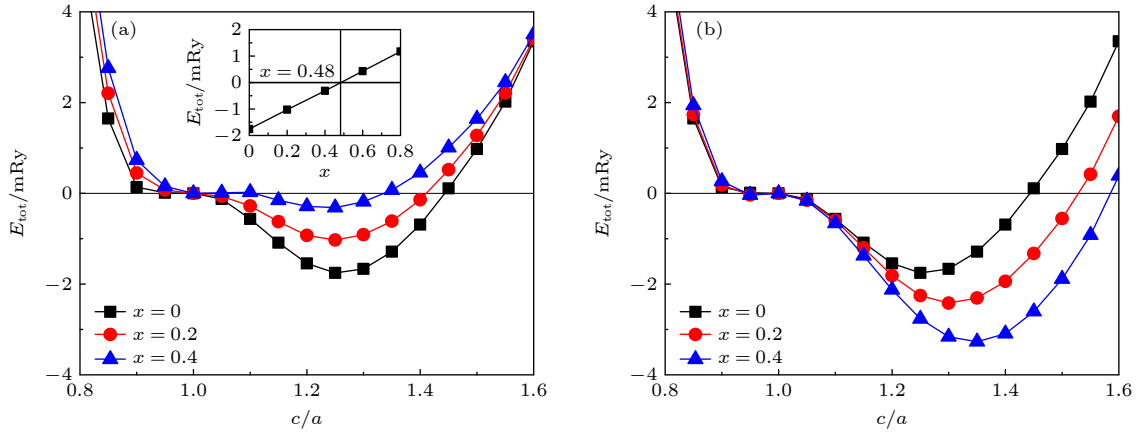 (a)
4
2
0
−2
−4
E_tot/mRy
0.8
1.0
1.2
1.4
1.6
c/a
x = 0
x = 0.2
x = 0.4
2
1
0
−1
−2
E_tot/mRy
x = 0.48
0
0.2
0.4
0.6
0.8
x
(b)
4
2
0
−2
−4
E_tot/mRy
0.8
1.0
1.2
1.4
1.6
c/a
x = 0
x = 0.2
x = 0.4